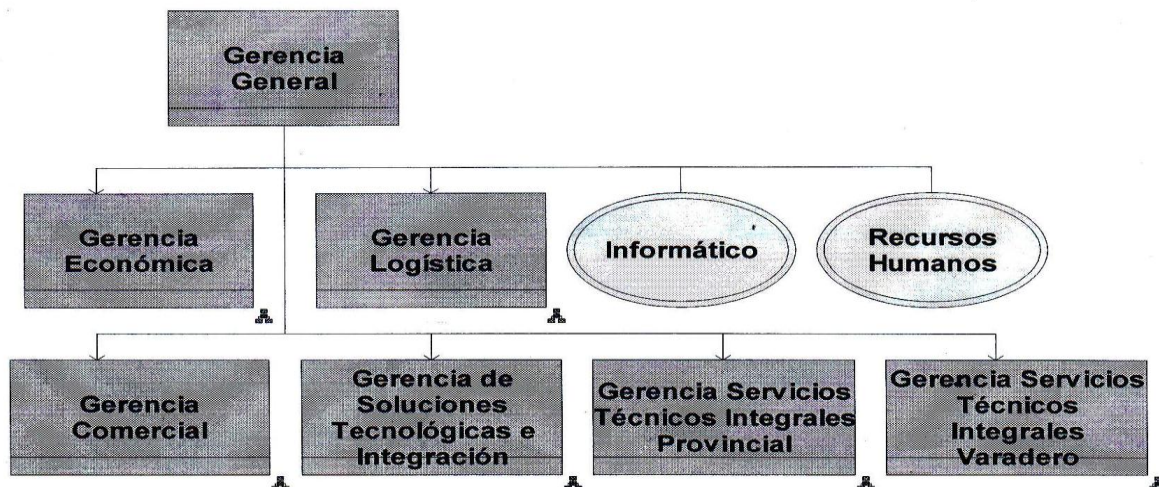 Gerencia
General
Gerencia
Económica
Gerencia
Logística
Informático
Recursos
Humanos
Gerencia
Comercial
Gerencia de
Soluciones
Tecnológicas e
Integración
Gerencia Servicios
Técnicos Integrales
Provincial
Gerencia Servicios
Técnicos
Integrales
Varadero